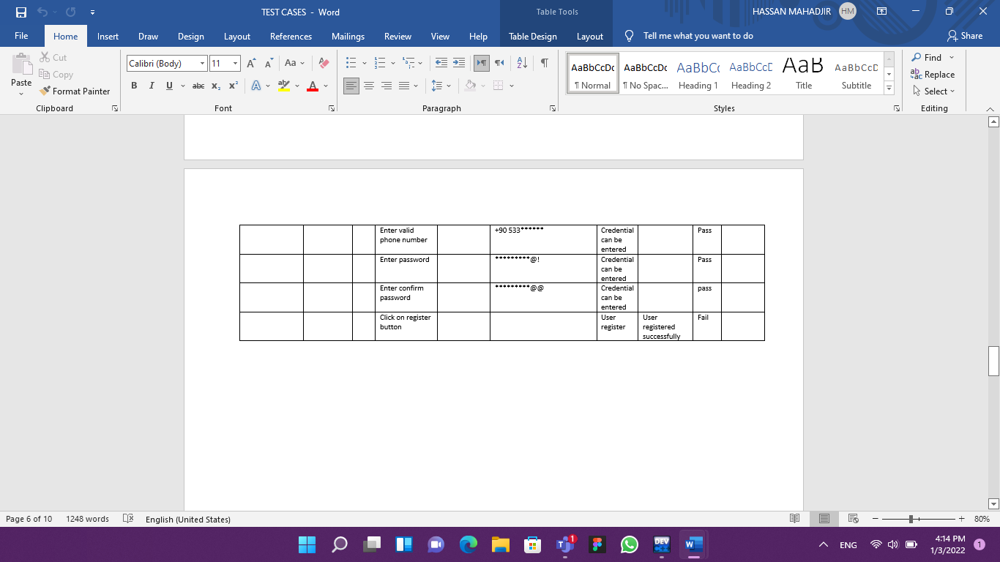 TEST CASES - Word
Table Tools
HASSAN MAHADJIR HM
File Home Insert Draw Design Layout References Mailings Review View Help Table Design Layout Tell me what you want to do Share
Paste
Cut
Copy
Format Painter
Clipboard
Calibri (Body) 11
Font
Paragraph
AaBbCcDc AaBbCcDc AaBbCc AaBbCcD AaB AaBbCcD
¶ Normal ¶ No Spac... Heading 1 Heading 2 Title Subtitle
Styles
Find
Replace
Select
Editing
Enter valid
phone number
+90 533******
Credential
can be
entered
Pass
Enter password
*********@!
Credential
can be
entered
Pass
Enter confirm
password
*********@@
Credential
can be
entered
pass
Click on register
button
User
register
User
registered
successfully
Fail
Page 6 of 10 1248 words English (United States) 80%
1
DEV
ENG
4:14 PM
1/3/2022
1